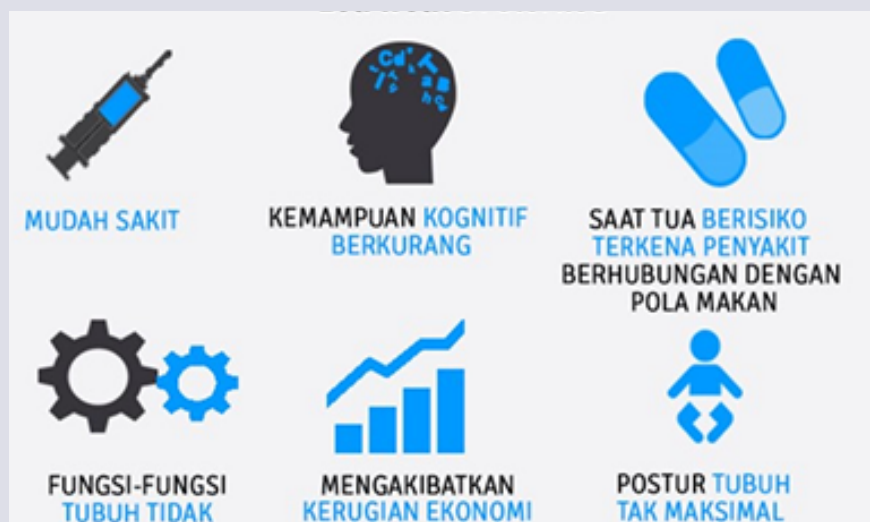 MUDAH SAKIT
KEMAMPUAN KOGNITIF
BERKURANG
SAAT TUA BERISIKO
TERKENA PENYAKIT
BERHUBUNGAN DENGAN
POLA MAKAN
FUNGSI-FUNGSI
TUBUH TIDAK
MENGAKIBATKAN
KERUGIAN EKONOMI
POSTUR TUBUH
TAK MAKSIMAL